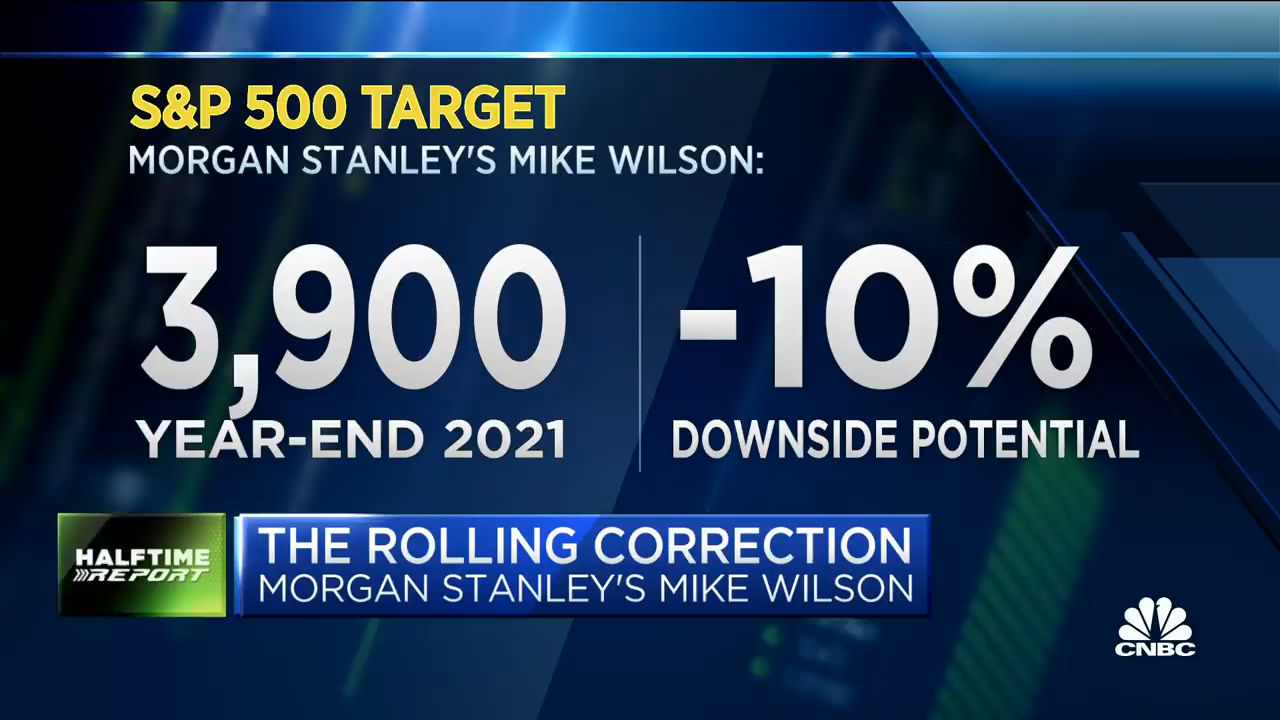 S&P 500 TARGET
MORGAN STANLEY'S MIKE WILSON:
3,900
YEAR-END 2021
-10%
DOWNSIDE POTENTIAL
HALFTIME
REPORT
THE ROLLING CORRECTION
MORGAN STANLEY'S MIKE WILSON
CNBC